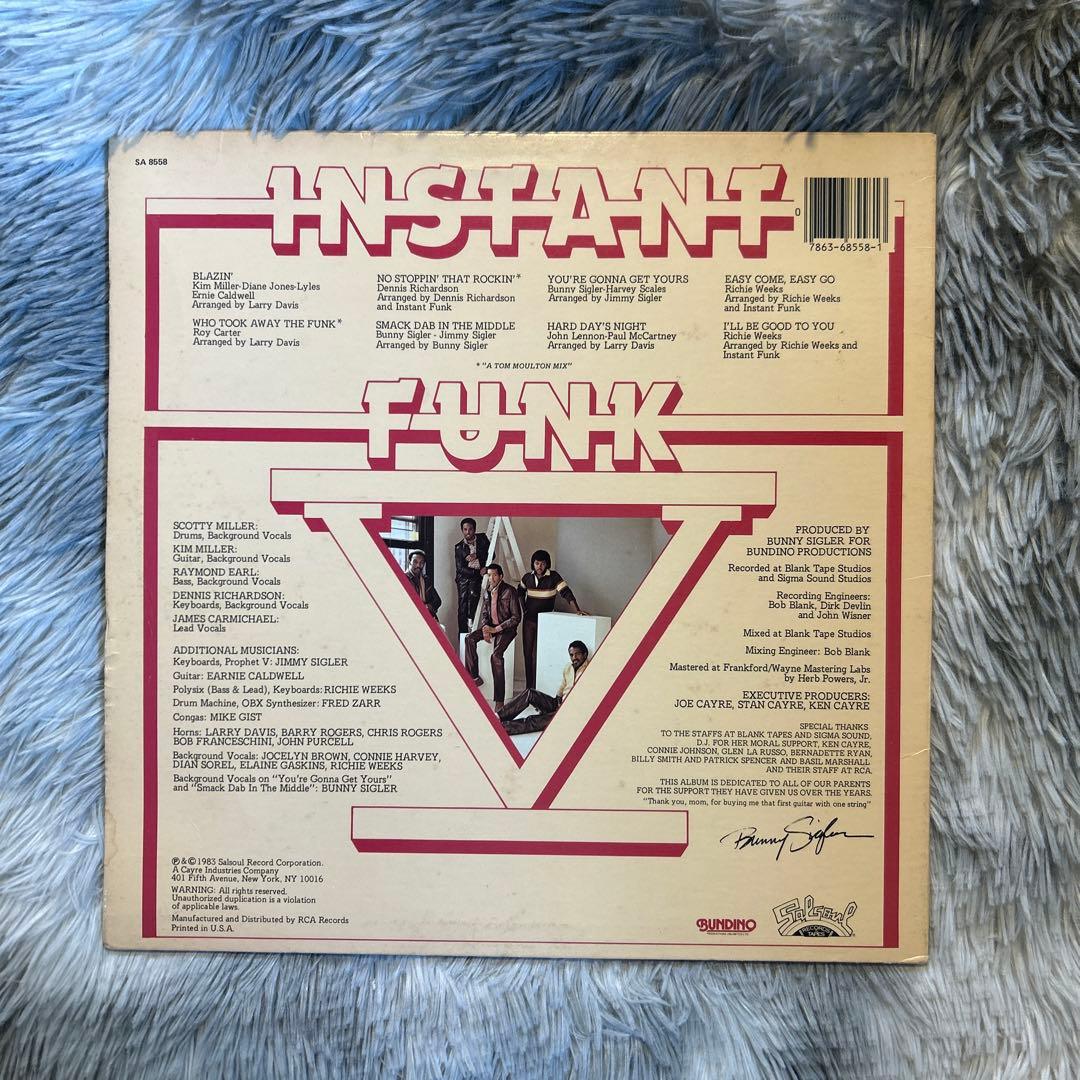 SA 8558
INSTANT
0
7863-68558-1
BLAZIN'
Kim Miller-Diane Jones-Lyles
Ernie Caldwell
Arranged by Larry Davis
WHO TOOK AWAY THE FUNK*
Roy Carter
Arranged by Larry Davis
NO STOPPIN' THAT ROCKIN'*
Dennis Richardson
Arranged by Dennis Richardson
and Instant Funk
SMACK DAB IN THE MIDDLE
Bunny Sigler - Jimmy Sigler
Arranged by Bunny Sigler
YOU'RE GONNA GET YOURS
Bunny Sigler-Harvey Scales
Arranged by Jimmy Sigler
HARD DAY'S NIGHT
John Lennon-Paul McCartney
Arranged by Larry Davis
EASY COME, EASY GO
Richie Weeks
Arranged by Richie Weeks
and Instant Funk
I'LL BE GOOD TO YOU
Richie Weeks
Arranged by Richie Weeks and
Instant Funk
*"A TOM MOULTON MIX"
FUNK
V
SCOTTY MILLER:
Drums, Background Vocals
KIM MILLER:
Guitar, Background Vocals
RAYMOND EARL:
Bass, Background Vocals
DENNIS RICHARDSON:
Keyboards, Background Vocals
JAMES CARMICHAEL:
Lead Vocals
ADDITIONAL MUSICIANS:
Keyboards, Prophet V: JIMMY SIGLER
Guitar: EARNIE CALDWELL
Polysix (Bass & Lead), Keyboards: RICHIE WEEKS
Drum Machine, OBX Synthesizer: FRED ZARR
Congas: MIKE GIST
Horns: LARRY DAVIS, BARRY ROGERS, CHRIS ROGERS
BOB FRANCESCHINI, JOHN PURCELL
Background Vocals: JOCELYN BROWN, CONNIE HARVEY,
DIAN SOREL, ELAINE GASKINS, RICHIE WEEKS
Background Vocals on "You're Gonna Get Yours"
and "Smack Dab In The Middle": BUNNY SIGLER
PRODUCED BY
BUNNY SIGLER FOR
BUNDINO PRODUCTIONS
Recorded at Blank Tape Studios
and Sigma Sound Studios
Recording Engineers:
Bob Blank, Dirk Devlin
and John Wisner
Mixed at Blank Tape Studios
Mixing Engineer: Bob Blank
Mastered at Frankford/Wayne Mastering Labs
by Herb Powers, Jr.
EXECUTIVE PRODUCERS:
JOE CAYRE, STAN CAYRE, KEN CAYRE
SPECIAL THANKS
TO THE STAFFS AT BLANK TAPES AND SIGMA SOUND,
D.J. FOR HER MORAL SUPPORT, KEN CAYRE,
CONNIE JOHNSON, GLEN LA RUSSO, BERNADETTE RYAN,
BILLY SMITH AND PATRICK SPENCER AND BASIL MARSHALL
AND THEIR STAFF AT RCA.
THIS ALBUM IS DEDICATED TO ALL OF OUR PARENTS
FOR THE SUPPORT THEY HAVE GIVEN US OVER THE YEARS.
"Thank you, mom, for buying me that first guitar with one string"
Bunny Sigler
℗ & © 1983 Salsoul Record Corporation.
A Cayre Industries Company
401 Fifth Avenue, New York, NY 10016
WARNING: All rights reserved.
Unauthorized duplication is a violation
of applicable laws.
Manufactured and Distributed by RCA Records
Printed in U.S.A.
BUNDINO
Salsoul
RECORDS
TAPES